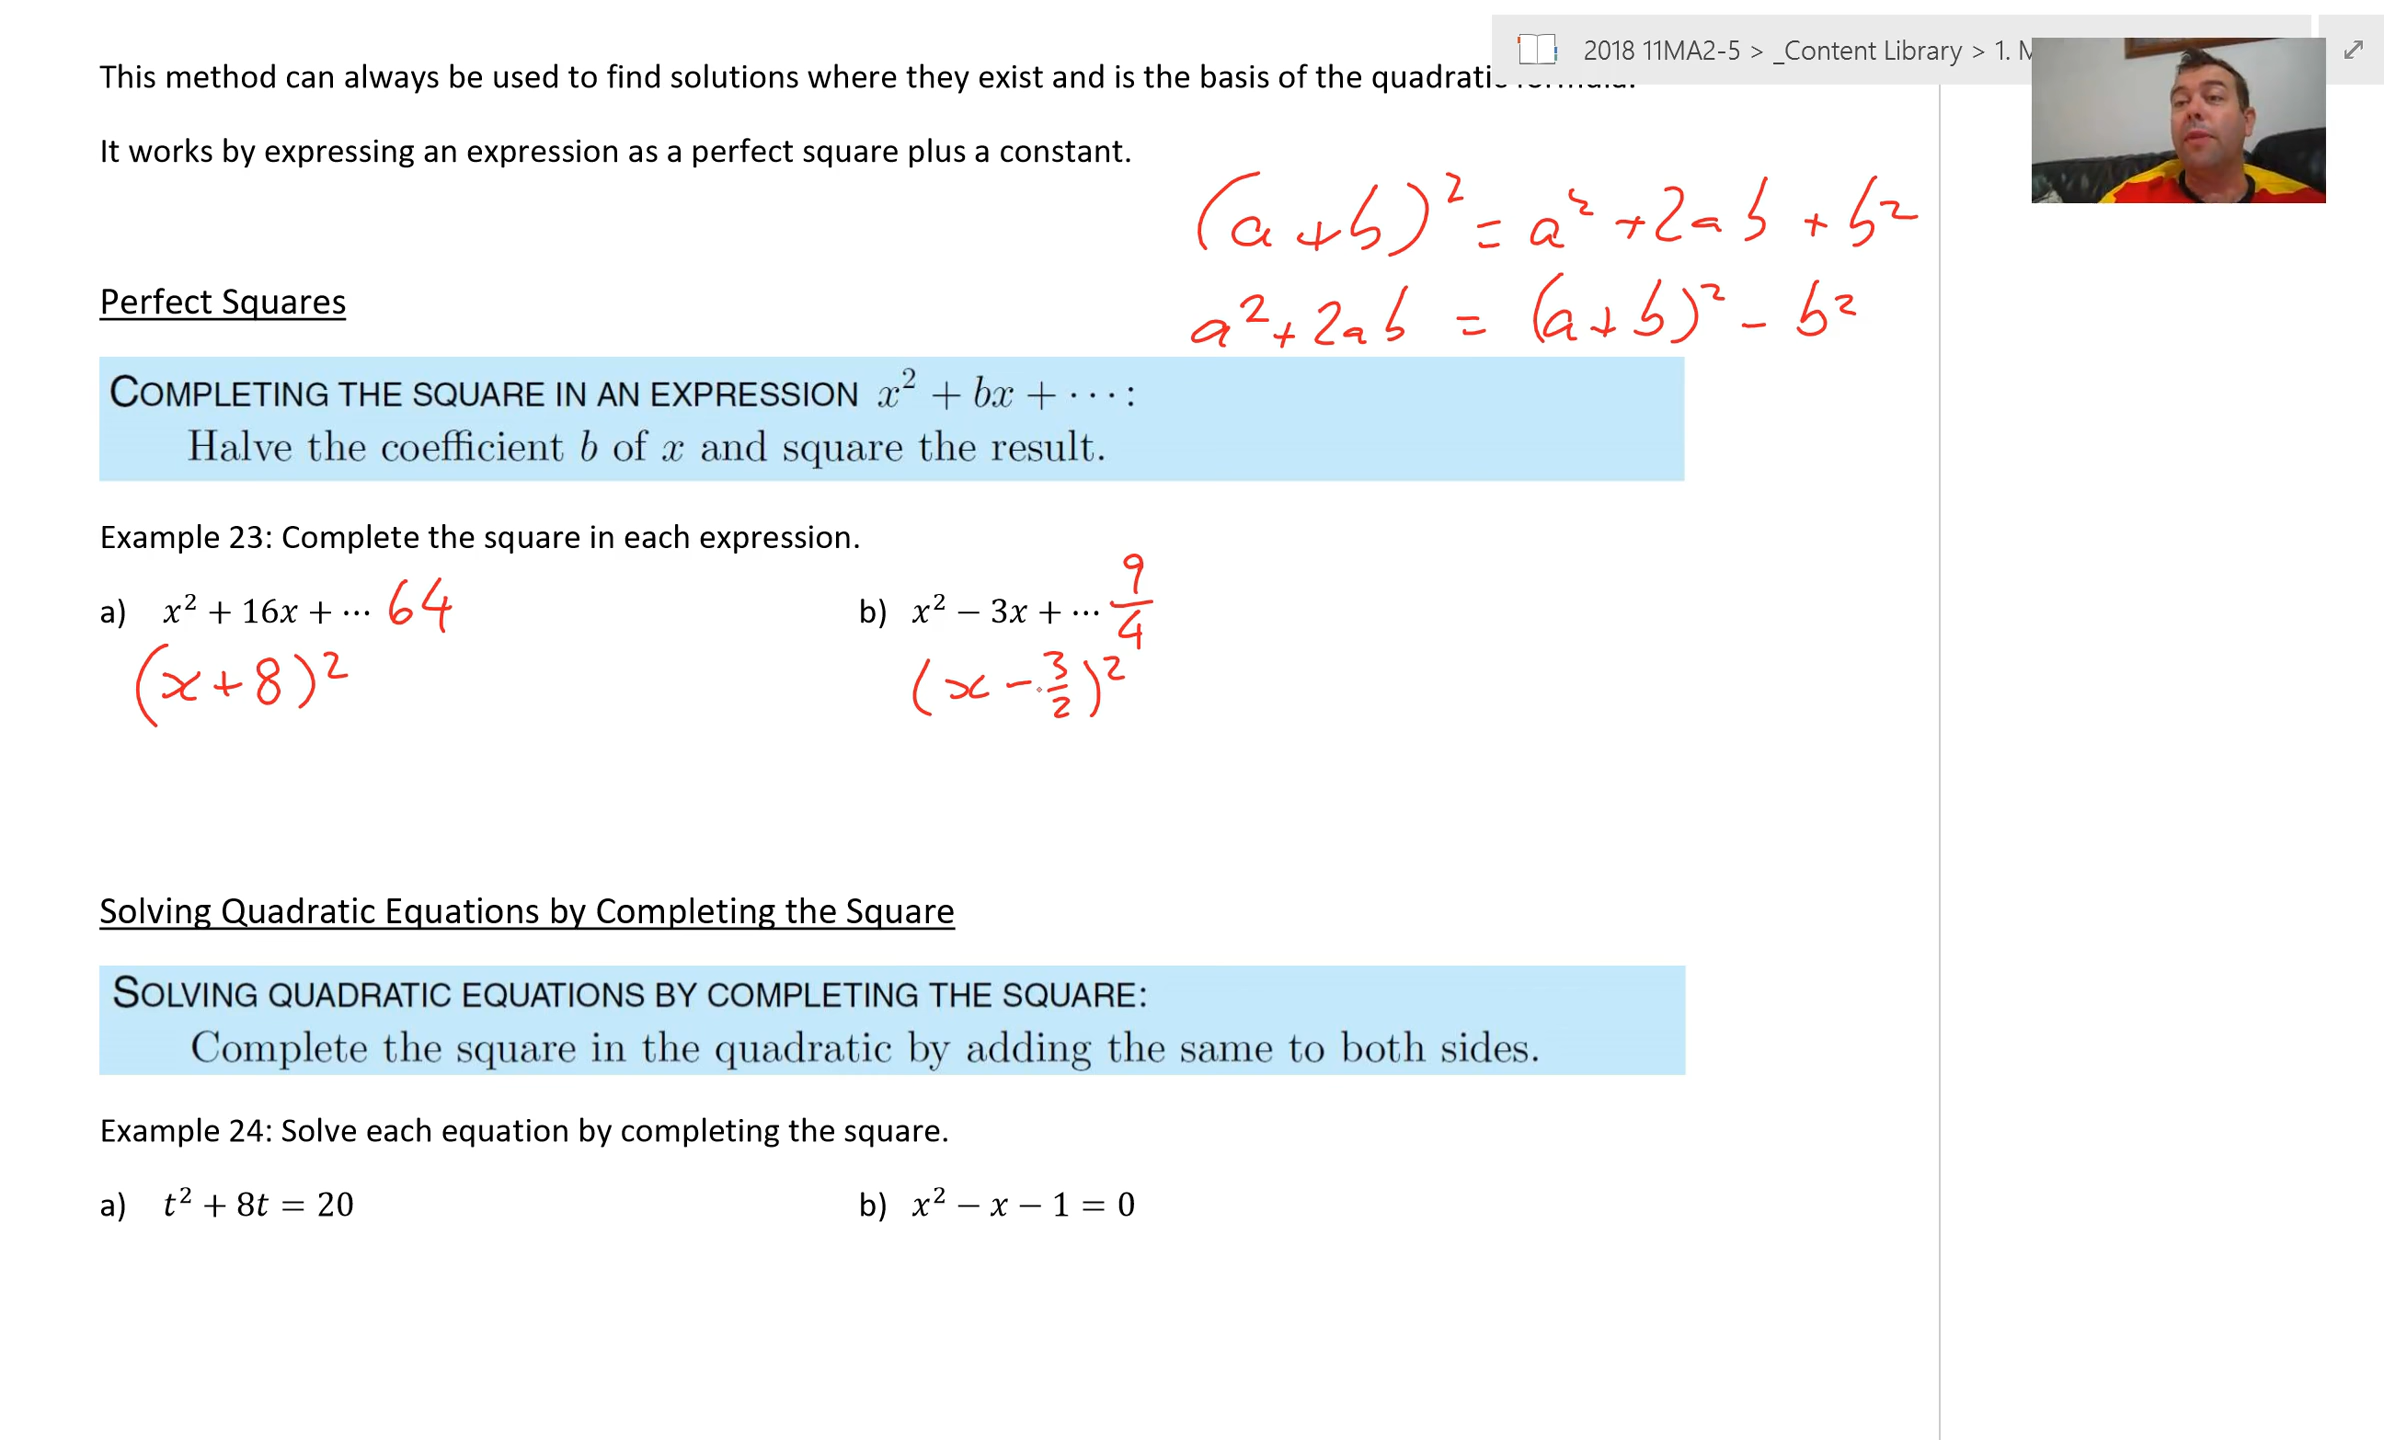 2018 11MA2-5 > _Content Library > 1. M
This method can always be used to find solutions where they exist and is the basis of the
It works by expressing an expression as a perfect square plus a constant.
(a+b)² = a² + 2ab + b²
a² + 2ab = (a+b)² - b²
Perfect Squares
COMPLETING THE SQUARE IN AN EXPRESSION x² + bx + ···:
Halve the coefficient b of x and square the result.
Example 23: Complete the square in each expression.
a) x² + 16x + ··· 64
(x+8)²
b) x² − 3x + ··· 9/4
(x - 3/2)²
Solving Quadratic Equations by Completing the Square
SOLVING QUADRATIC EQUATIONS BY COMPLETING THE SQUARE:
Complete the square in the quadratic by adding the same to both sides.
Example 24: Solve each equation by completing the square.
a) t² + 8t = 20
b) x² − x − 1 = 0